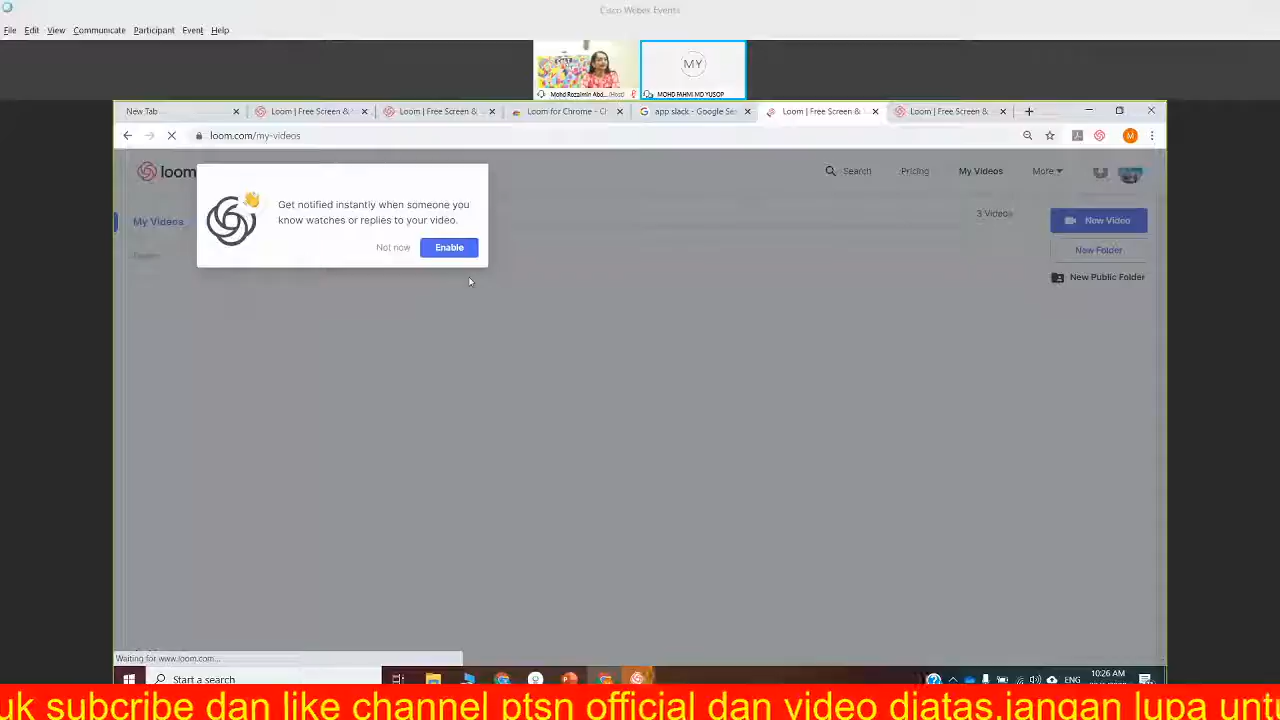 Cisco Webex Events
File Edit View Communicate Participant Event Help
MY
Mohd Rozaimin Abd... (Host)
MOHD FAHMI MD YUSOP
New Tab
Loom | Free Screen &
Loom | Free Screen &
Loom for Chrome - C
app slack - Google Se
Loom | Free Screen &
Loom | Free Screen &
loom.com/my-videos
loom
Search
Pricing
My Videos
More
Get notified instantly when someone you
know watches or replies to your video.
Not now
Enable
My Videos
3 Videos
New Video
New Folder
New Public Folder
Waiting for www.loom.com...
Start a search
ENG
10:26 AM
uk subcribe dan like channel ptsn official dan video diatas,jangan lupa unt